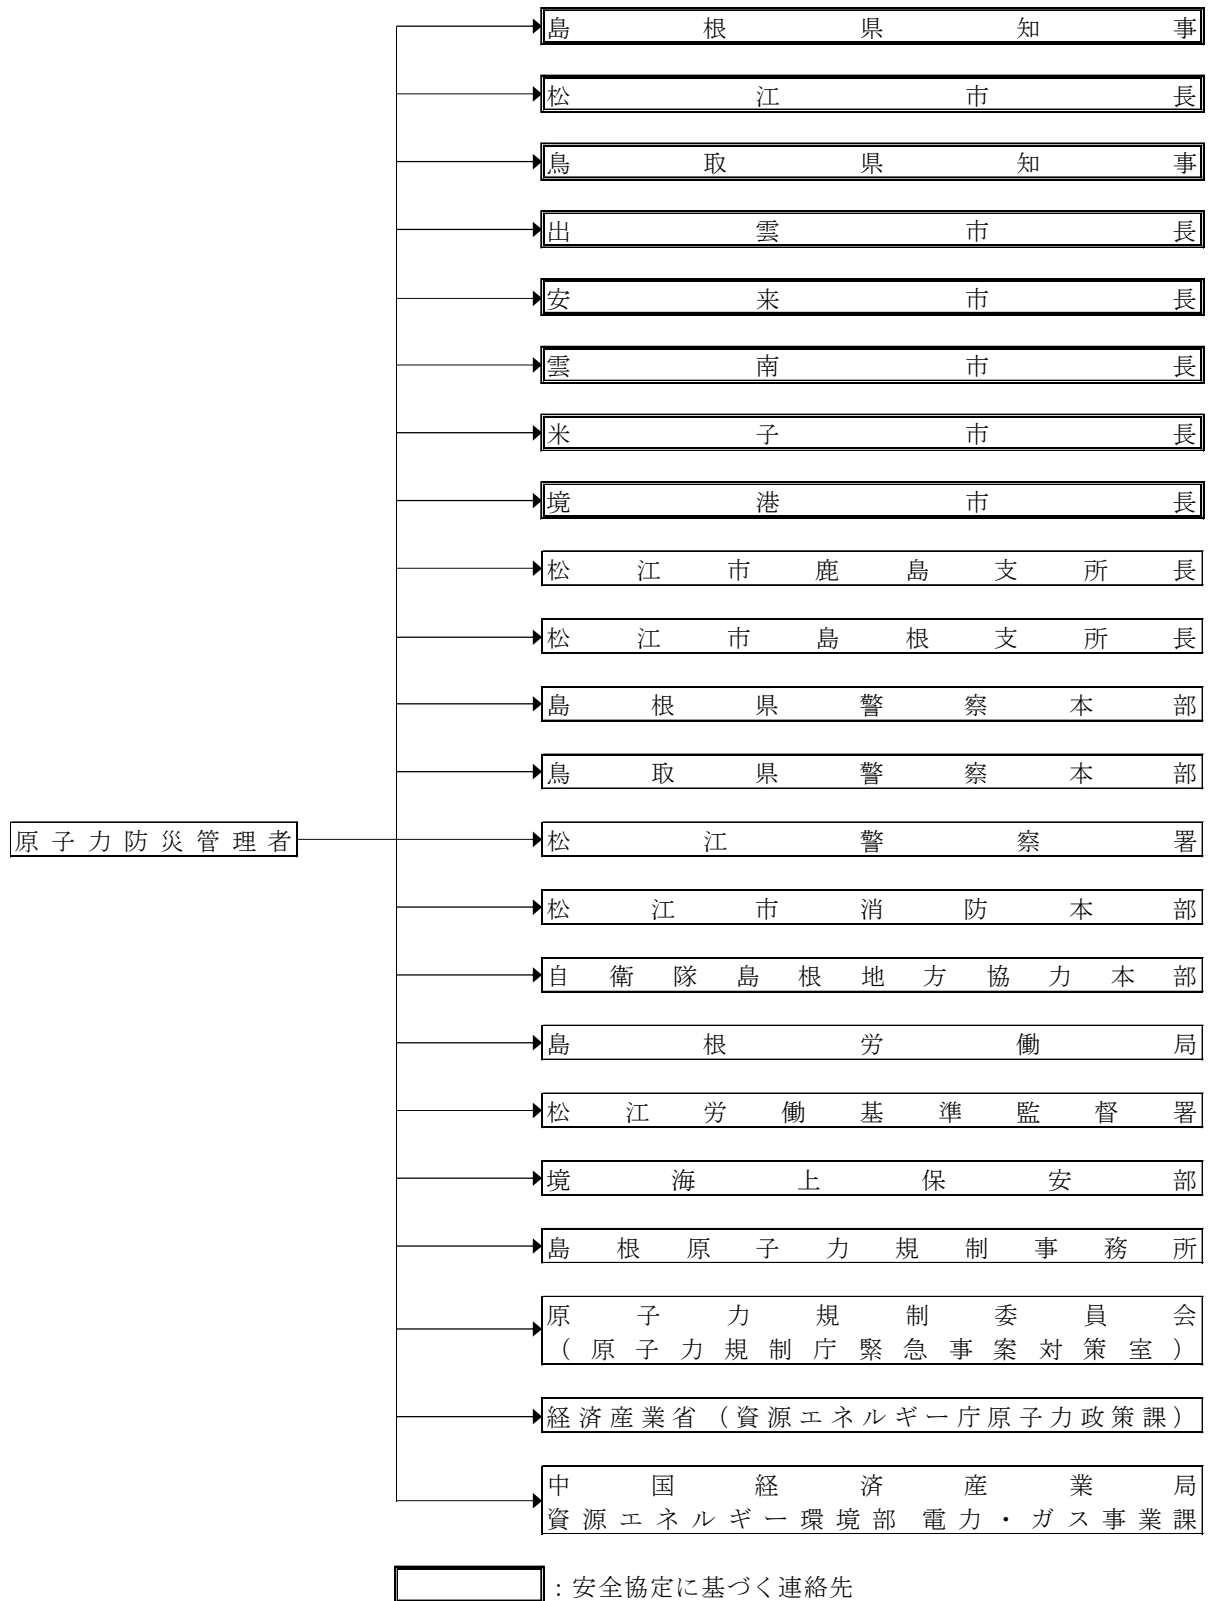 島根県知事
松江市長
鳥取県知事
出雲市長
安来市長
雲南市長
米子市長
境港市長
松江市鹿島支所長
松江市島根支所長
島根県警察本部
鳥取県警察本部
原子力防災管理者
松江警察署
松江市消防本部
自衛隊島根地方協力本部
島根労働局
松江労働基準監督署
境海上保安部
島根原子力規制事務所
原子力規制委員会
（原子力規制庁緊急事案対策室）
経済産業省（資源エネルギー庁原子力政策課）
中国経済産業局
資源エネルギー環境部 電力・ガス事業課
：安全協定に基づく連絡先